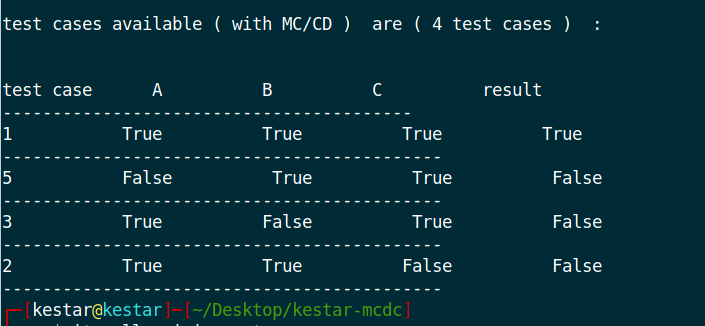 test cases available ( with MC/CD )  are ( 4 test cases )  :
test case      A          B          C          result
-----------------------------------------
1           True          True          True          True
--------------------------------------------
5           False          True          True          False
--------------------------------------------
3           True          False          True          False
--------------------------------------------
2           True          True          False          False
--------------------------------------------
┌─[kestar@kestar]─[~/Desktop/kestar-mcdc]